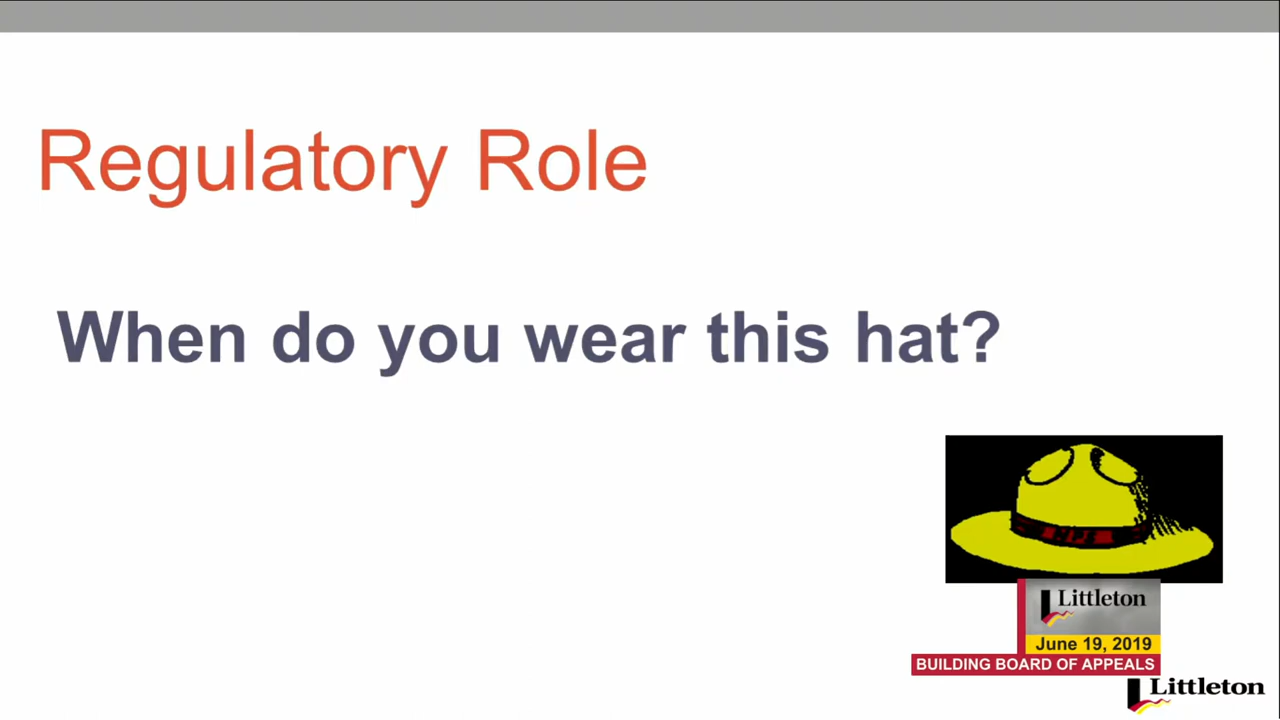 Regulatory Role
When do you wear this hat?
Littleton
June 19, 2019
BUILDING BOARD OF APPEALS
Littleton